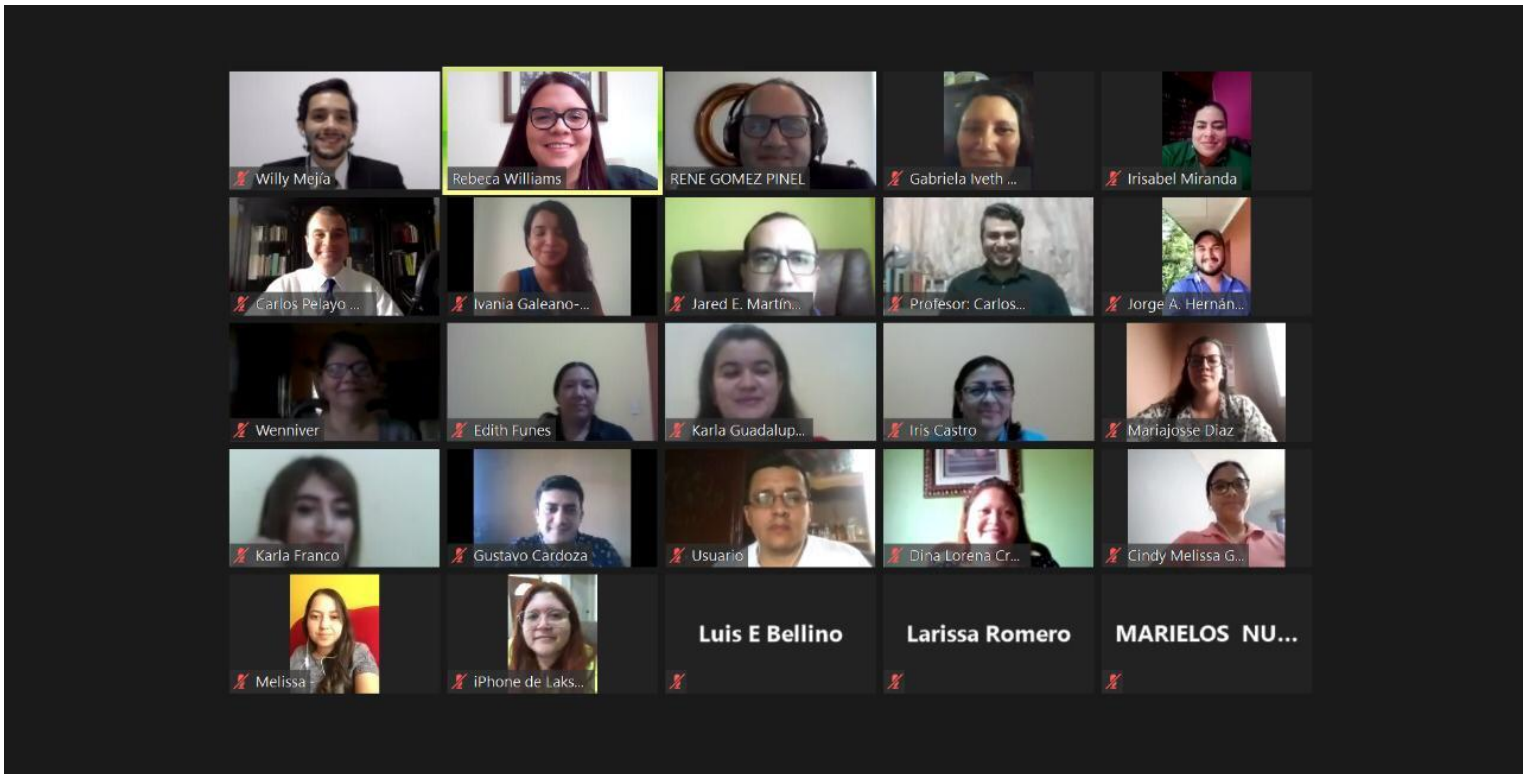 Willy Mejía
Rebeca Williams
RENE GOMEZ PINEL
Gabriela Iveth ...
Irisabel Miranda
Carlos Pelayo ...
Ivania Galeano-...
Jared E. Martín...
Profesor: Carlos...
Jorge A. Hernán...
Wenniver
Edith Funes
Karla Guadalup...
Iris Castro
Mariajosse Diaz
Karla Franco
Gustavo Cardoza
Usuario
Dina Lorena Cr...
Cindy Melissa G...
Melissa -
iPhone de Laks...
Luis E Bellino
Larissa Romero
MARIELOS NU...